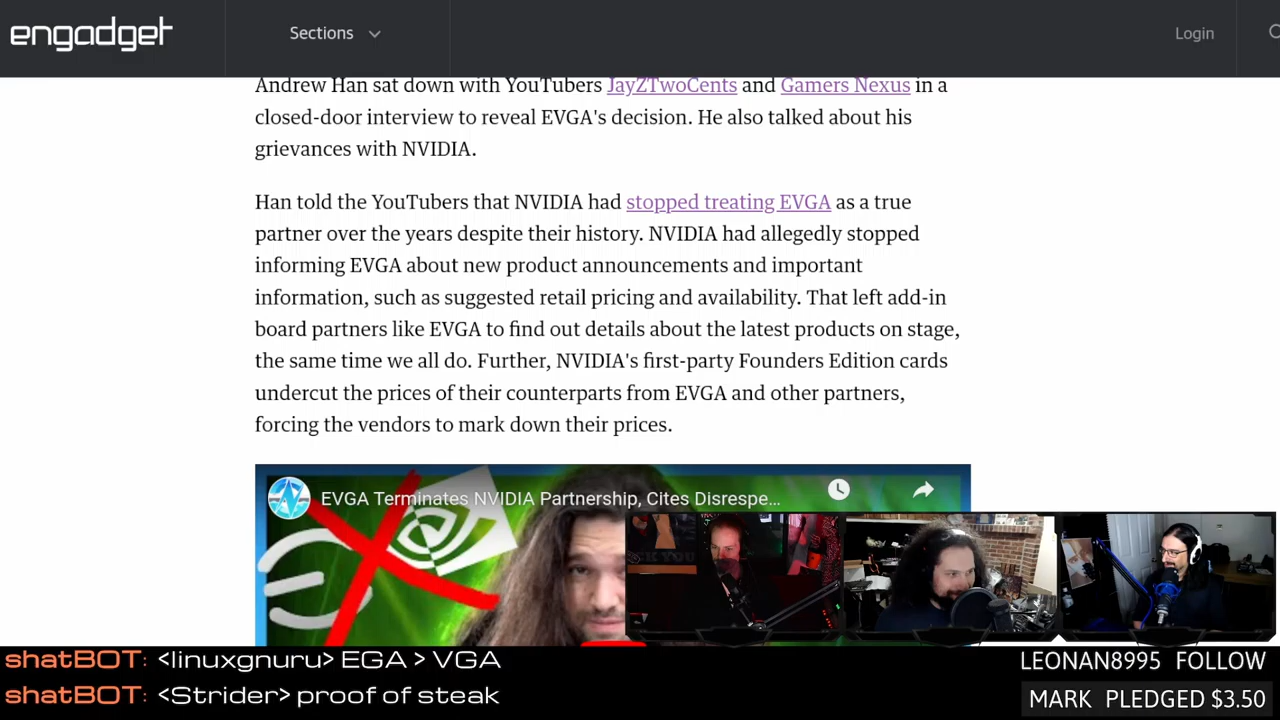 engadget
Sections
Login
Andrew Han sat down with YouTubers JayZTwoCents and Gamers Nexus in a
closed-door interview to reveal EVGA's decision. He also talked about his
grievances with NVIDIA.
Han told the YouTubers that NVIDIA had stopped treating EVGA as a true
partner over the years despite their history. NVIDIA had allegedly stopped
informing EVGA about new product announcements and important
information, such as suggested retail pricing and availability. That left add-in
board partners like EVGA to find out details about the latest products on stage,
the same time we all do. Further, NVIDIA's first-party Founders Edition cards
undercut the prices of their counterparts from EVGA and other partners,
forcing the vendors to mark down their prices.
EVGA Terminates NVIDIA Partnership, Cites Disrespe...
shatBOT: <linuxgnuru> EGA > VGA
shatBOT: <Strider> proof of steak
LEONAN8995 FOLLOW
MARK PLEDGED $3.50